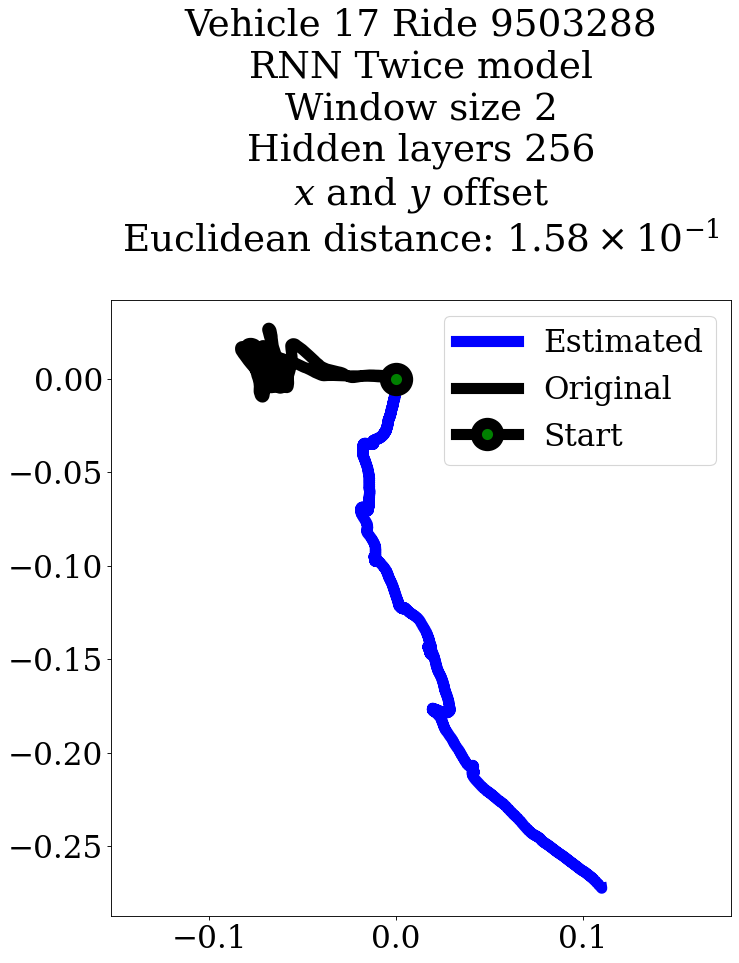 Vehicle 17 Ride 9503288
RNN Twice model
Window size 2
Hidden layers 256
x and y offset
Euclidean distance: 1.58 × 10⁻¹
Estimated
Original
Start
0.00
−0.05
−0.10
−0.15
−0.20
−0.25
−0.1 0.0 0.1